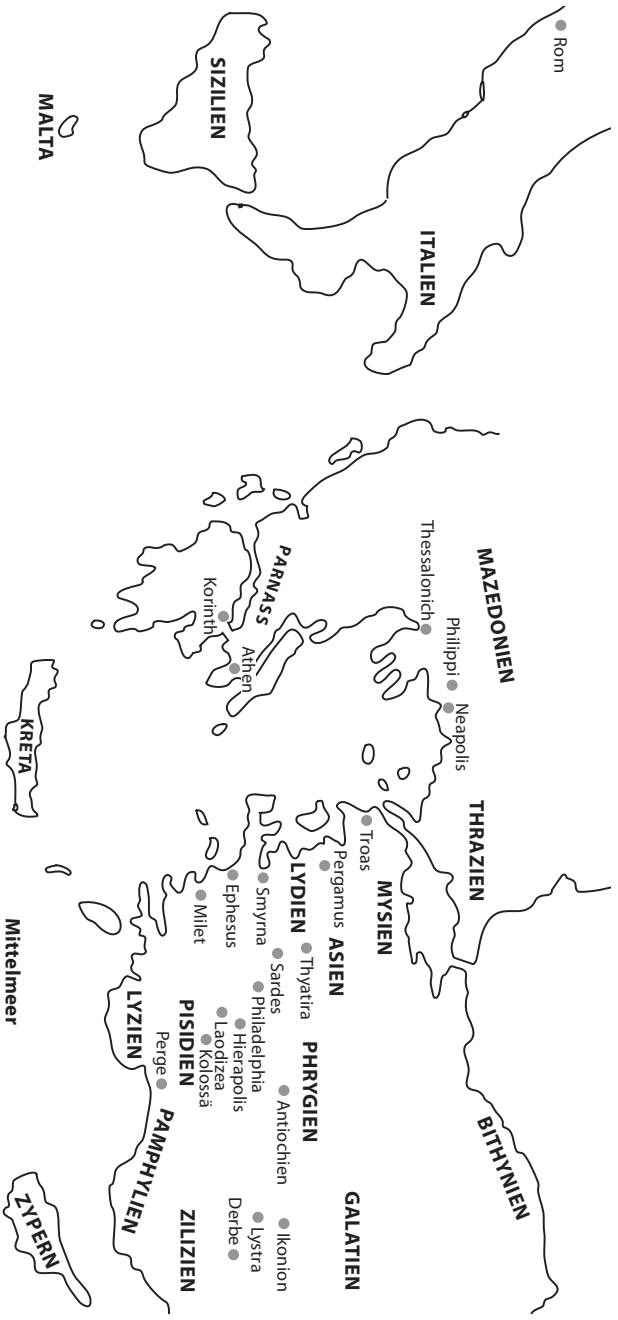 Rom
SIZILIEN
MALTA
ITALIEN
MAZEDONIEN
Thessalonich
Philippi
Neapolis
PARNASS
Korinth
Athen
KRETA
THRAZIEN
Troas
MYSIEN
Pergamus
ASIEN
LYDIEN
Thyatira
Smyrna
Sardes
Ephesus
Philadelphia
Milet
Hierapolis
Laodizea
Kolossä
PISIDIEN
LYZIEN
Perge
PHRYGIEN
Antiochien
BITHYNIEN
GALATIEN
Ikonion
Lystra
Derbe
ZILIZIEN
PAMPHYLIEN
ZYPERN
Mittelmeer